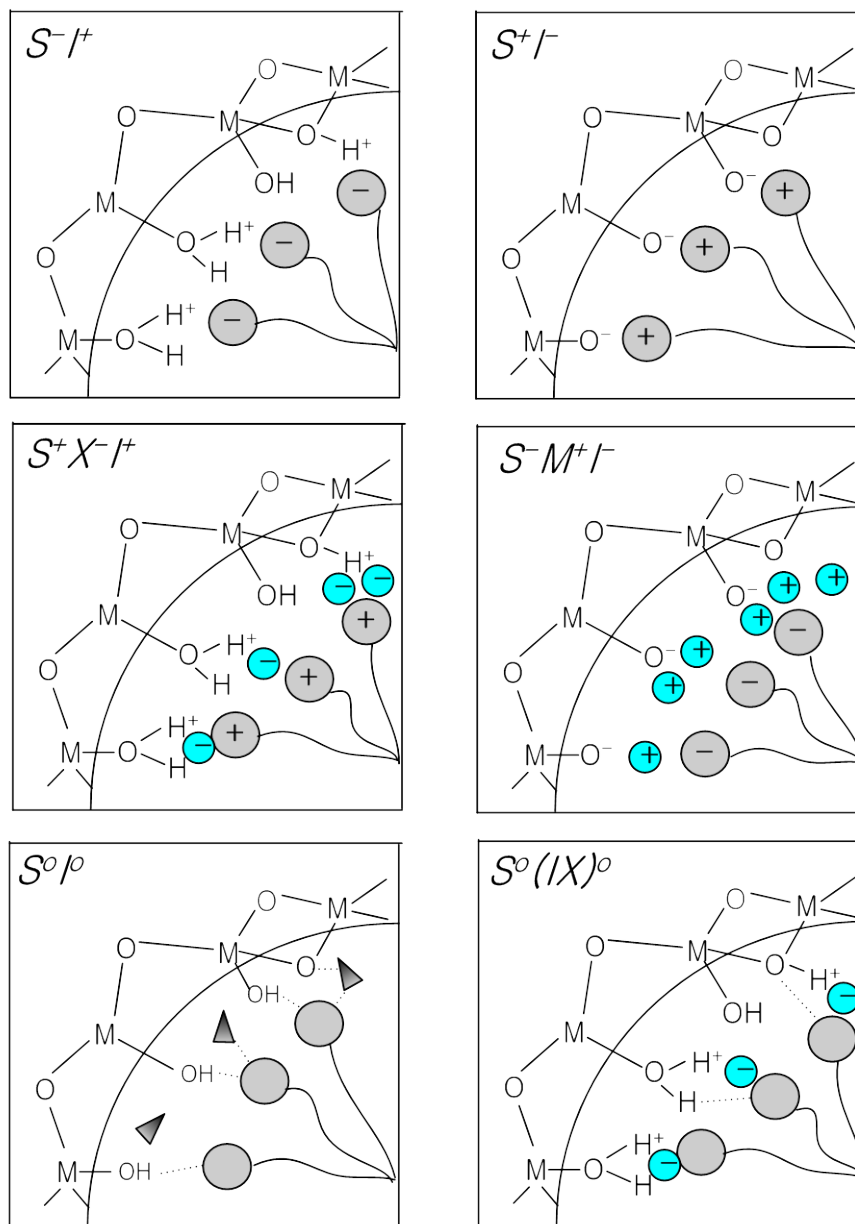 S⁻I⁺
O M
O M O H⁺
OH −
M
O H⁺ −
O H
H⁺ −
M O H
S⁺I⁻
O M
O M O
O⁻ +
M
O⁻ +
O
M O⁻ +
S⁺X⁻I⁺
O M
O M O H⁺
− −
OH +
M
O H⁺ −
O H +
H⁺
M O H − +
S⁻M⁺I⁻
O M
O M O
O⁻ + +
M + −
O⁻ +
O + −
M O⁻ + −
S⁰I⁰
O M
O M O
OH
M
OH
O
M OH
S⁰(IX)⁰
O M
O M O H⁺
−
OH
M
O H⁺ −
O H
H⁺
M O H −